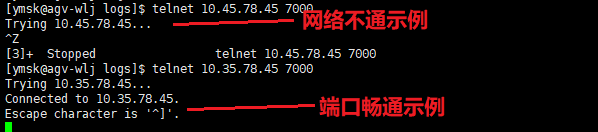 [ymsk@agv-wlj logs]$ telnet 10.45.78.45 7000
Trying 10.45.78.45...
网络不通示例
^Z
[3]+  Stopped                 telnet 10.45.78.45 7000
[ymsk@agv-wlj logs]$ telnet 10.35.78.45 7000
Trying 10.35.78.45...
Connected to 10.35.78.45.
端口畅通示例
Escape character is '^]'.